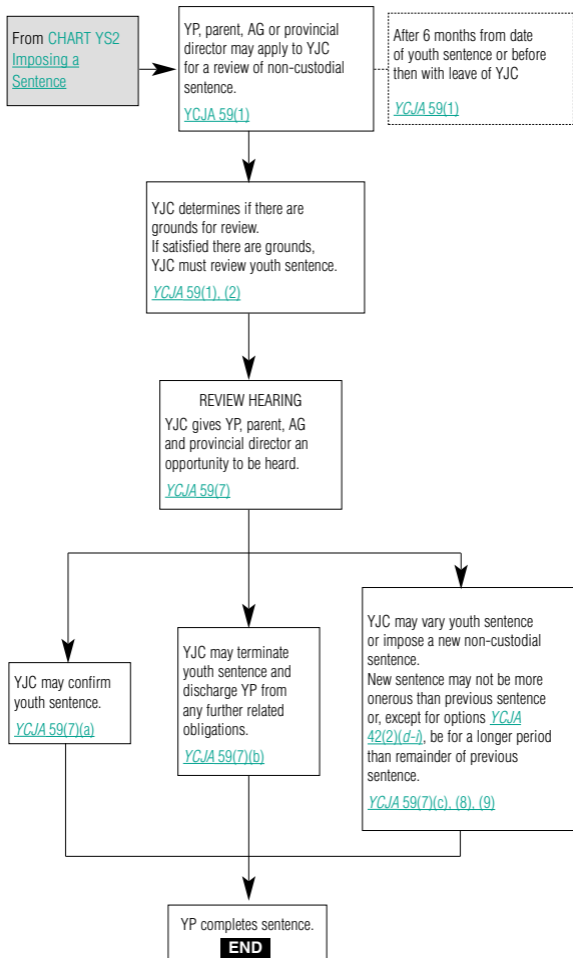 From CHART YS2
Imposing a
Sentence
YP, parent, AG or provincial
director may apply to YJC
for a review of non-custodial
sentence.
YCJA 59(1)
After 6 months from date
of youth sentence or before
then with leave of YJC
YCJA 59(1)
YJC determines if there are
grounds for review.
If satisfied there are grounds,
YJC must review youth sentence.
YCJA 59(1), (2)
REVIEW HEARING
YJC gives YP, parent, AG
and provincial director an
opportunity to be heard.
YCJA 59(7)
YJC may confirm
youth sentence.
YCJA 59(7)(a)
YJC may terminate
youth sentence and
discharge YP from
any further related
obligations.
YCJA 59(7)(b)
YJC may vary youth sentence
or impose a new non-custodial
sentence.
New sentence may not be more
onerous than previous sentence
or, except for options YCJA
42(2)(d-i), be for a longer period
than remainder of previous
sentence.
YCJA 59(7)(c), (8), (9)
YP completes sentence.
END